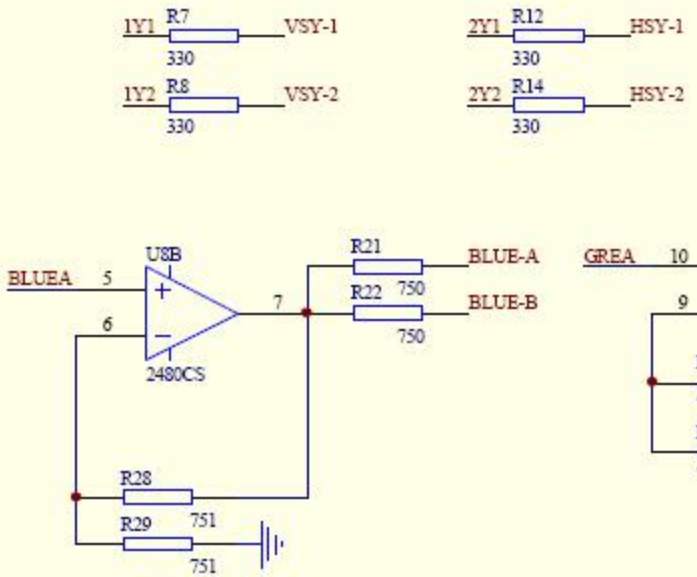 1Y1 R7 VSY-1 2Y1 R12 HSY-1
330 330
1Y2 R8 VSY-2 2Y2 R14 HSY-2
330 330
U8B R21 BLUE-A GREA 10
BLUEA 5 + 750
R22 BLUE-B 9
7
6 − 750
2480CS
R28
751
R29
751